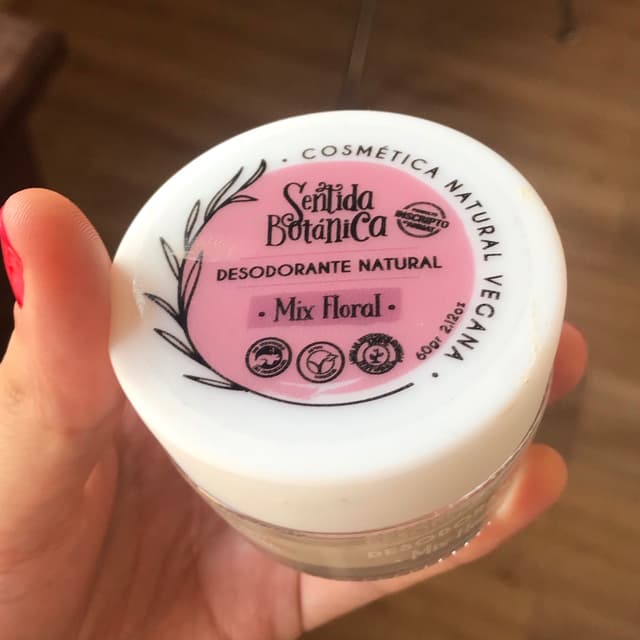 COSMÉTICA NATURAL VEGANA
Sentida
Botánica
INSCRIPTO
DESODORANTE NATURAL
Mix Floral
60gr 2.12oz